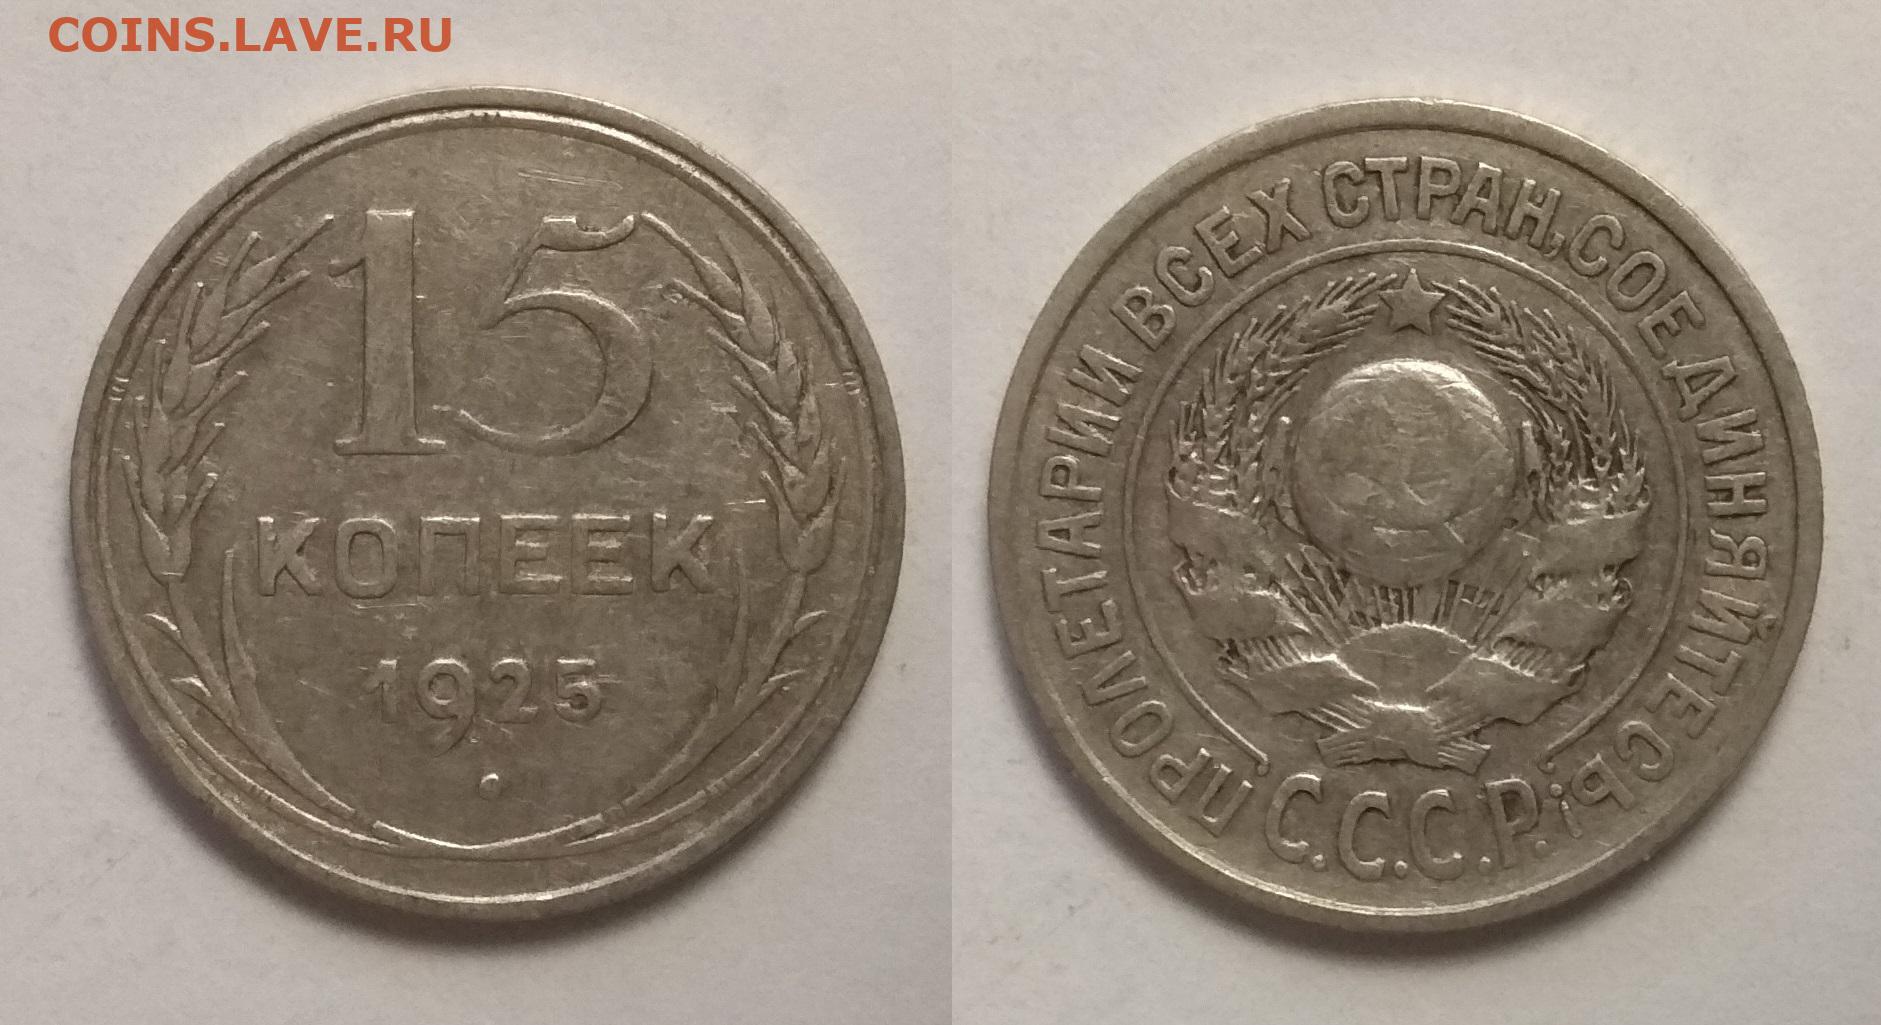 COINS.LAVE.RU
15
КОПЕЕК
1925
ПРОЛЕТАРИИ ВСЕХ СТРАН, СОЕДИНЯЙТЕСЬ!
С.С.С.Р.